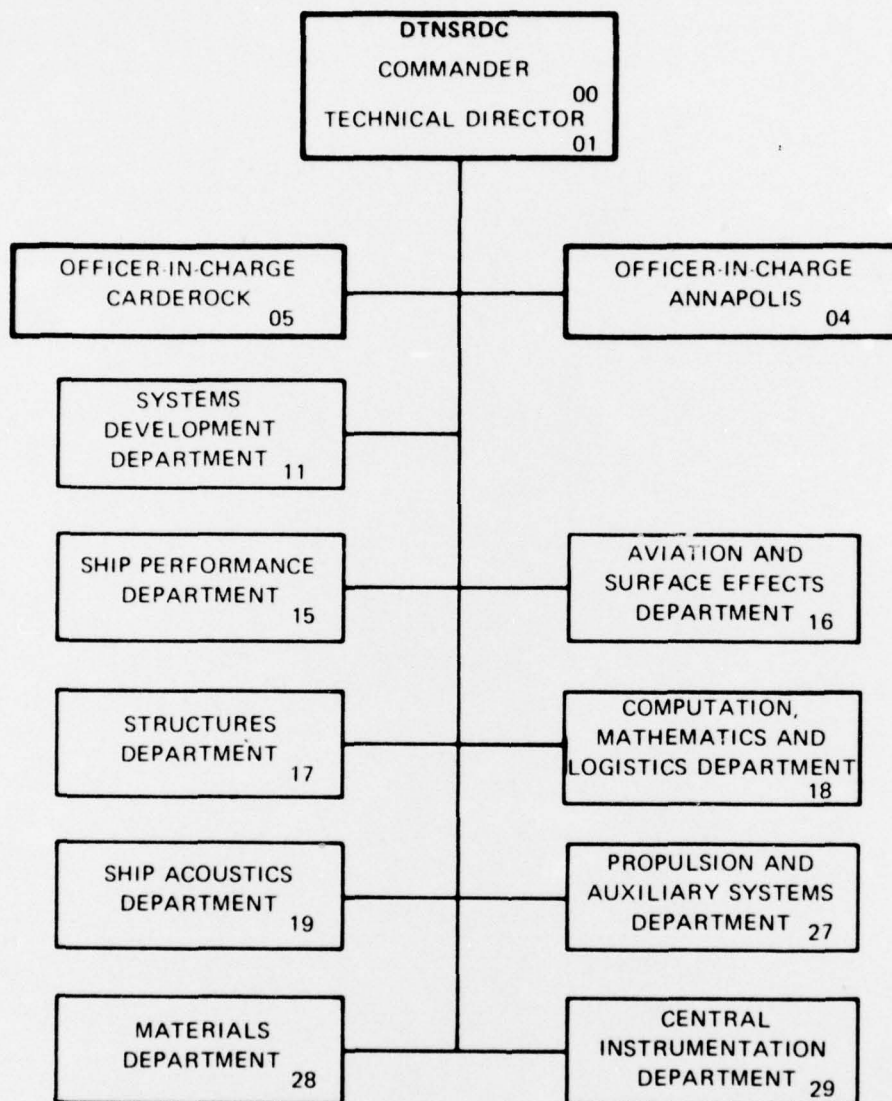 DTNSRDC
COMMANDER
00
TECHNICAL DIRECTOR
01
OFFICER-IN-CHARGE
CARDEROCK
05
OFFICER-IN-CHARGE
ANNAPOLIS
04
SYSTEMS
DEVELOPMENT
DEPARTMENT
11
SHIP PERFORMANCE
DEPARTMENT
15
AVIATION AND
SURFACE EFFECTS
DEPARTMENT
16
STRUCTURES
DEPARTMENT
17
COMPUTATION,
MATHEMATICS AND
LOGISTICS DEPARTMENT
18
SHIP ACOUSTICS
DEPARTMENT
19
PROPULSION AND
AUXILIARY SYSTEMS
DEPARTMENT
27
MATERIALS
DEPARTMENT
28
CENTRAL
INSTRUMENTATION
DEPARTMENT
29